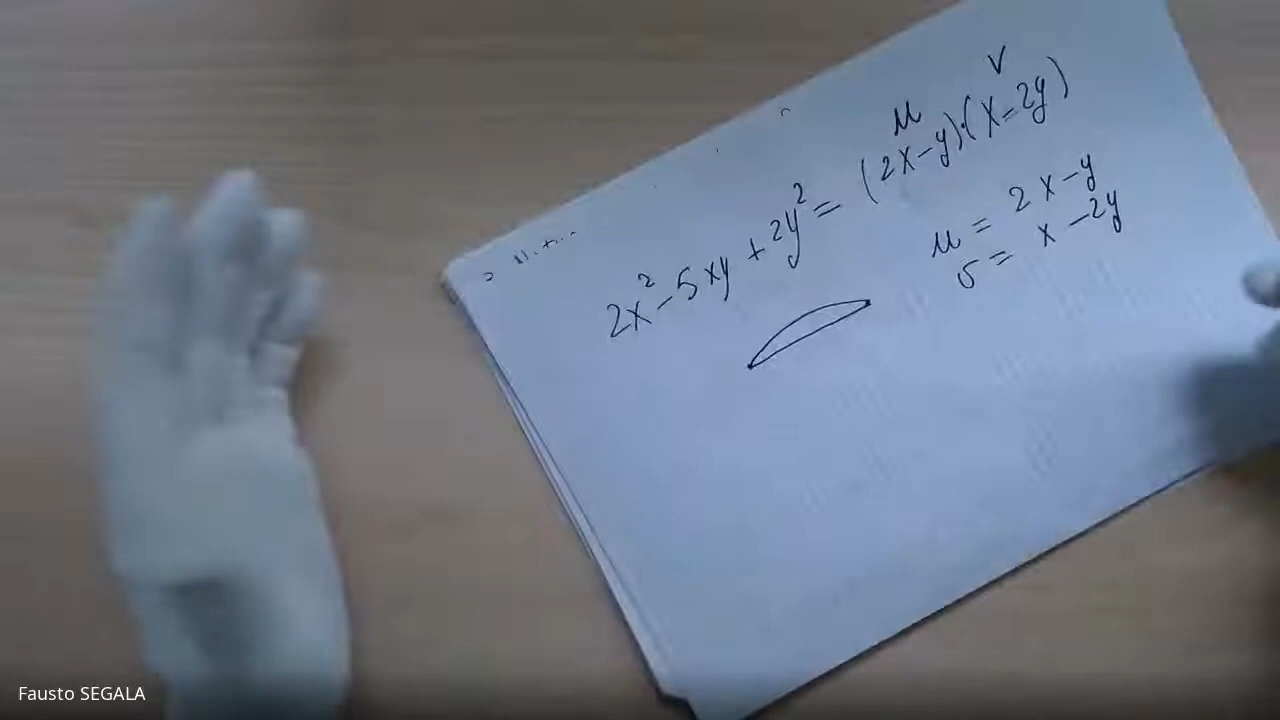 μ v
2x²-5xy+2y²=(2x-y)·(x-2y)
μ = 2x-y
v = x-2y
Fausto SEGALA